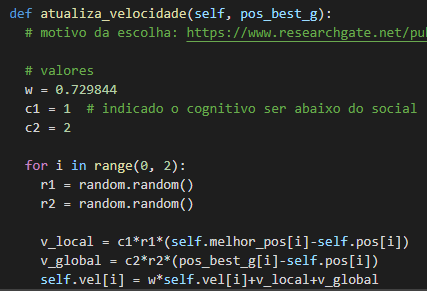 def atualiza_velocidade(self, pos_best_g):
# motivo da escolha: https://www.researchgate.net/pu
# valores
w = 0.729844
c1 = 1 # indicado o cognitivo ser abaixo do social
c2 = 2
for i in range(0, 2):
r1 = random.random()
r2 = random.random()
v_local = c1*r1*(self.melhor_pos[i]-self.pos[i])
v_global = c2*r2*(pos_best_g[i]-self.pos[i])
self.vel[i] = w*self.vel[i]+v_local+v_global